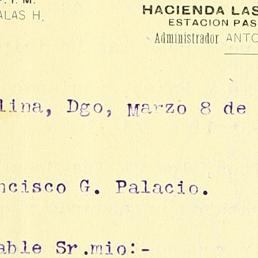 . T. M.
ALAS H.
HACIENDA LAS
ESTACION PAS
Administrador ANTO
lina, Dgo, Marzo 8 de
ncisco G. Palacio.
able Sr.mio:-